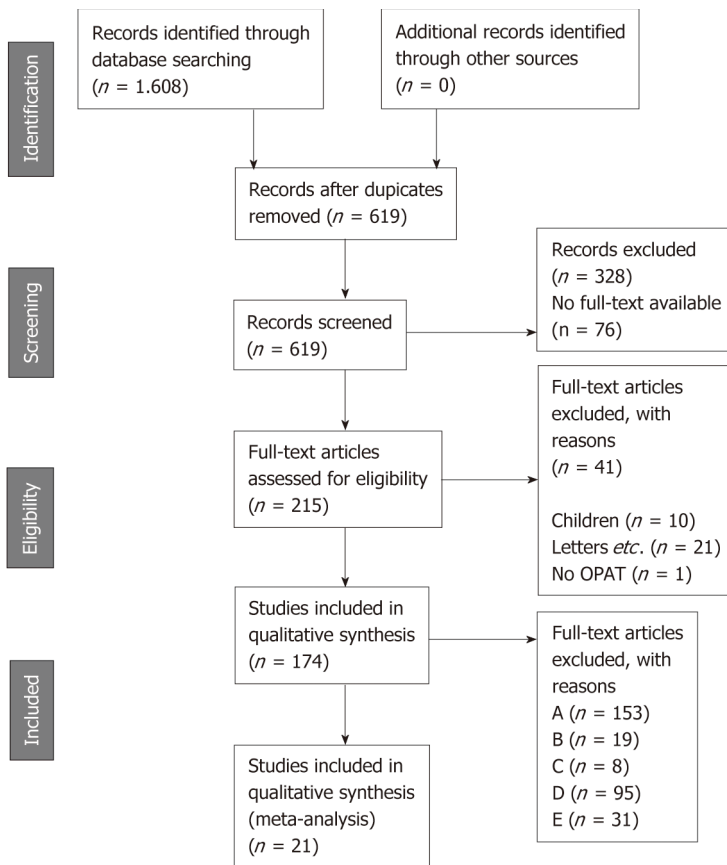 Identification
Records identified through
database searching
(n = 1.608)
Additional records identified
through other sources
(n = 0)
Records after dupicates
removed (n = 619)
Screening
Records screened
(n = 619)
Records excluded
(n = 328)
No full-text available
(n = 76)
Eligibility
Full-text articles
assessed for eligibility
(n = 215)
Full-text articles
excluded, with
reasons
(n = 41)
Children (n = 10)
Letters etc. (n = 21)
No OPAT (n = 1)
Included
Studies included in
qualitative synthesis
(n = 174)
Full-text articles
excluded, with
reasons
A (n = 153)
B (n = 19)
C (n = 8)
D (n = 95)
E (n = 31)
Studies included in
qualitative synthesis
(meta-analysis)
(n = 21)